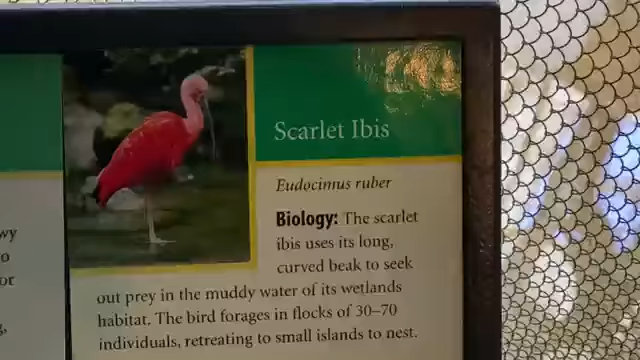 Scarlet Ibis
Eudocimus ruber
Biology: The scarlet
ibis uses its long,
curved beak to seek
out prey in the muddy water of its wetlands
habitat. The bird forages in flocks of 30–70
individuals, retreating to small islands to nest.